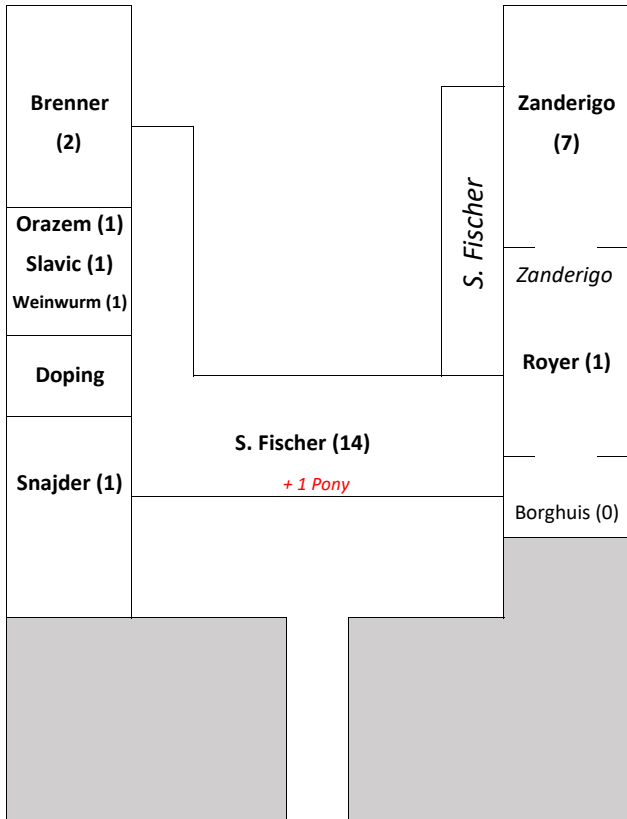 Brenner
(2)
Orazem (1)
Slavic (1)
Weinwurm (1)
Doping
Snajder (1)
S. Fischer (14)
+ 1 Pony
S. Fischer
Zanderigo
(7)
Zanderigo
Royer (1)
Borghuis (0)